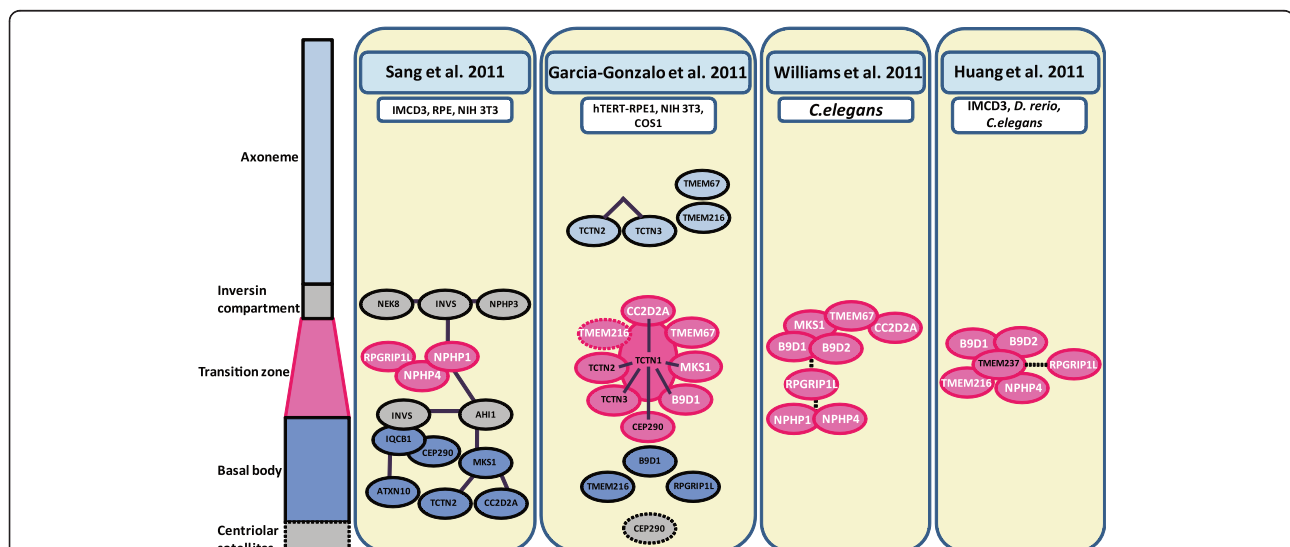 Sang et al. 2011
Garcia-Gonzalo et al. 2011
Williams et al. 2011
Huang et al. 2011
IMCD3, RPE, NIH 3T3
hTERT-RPE1, NIH 3T3,
COS1
C.elegans
IMCD3, D. rerio,
C.elegans
Axoneme
Inversin
compartment
Transition zone
Basal body
Centriolar
satellites
NEK8
INVS
NPHP3
RPGRIP1L
NPHP1
NPHP4
INVS
AHI1
IQCB1
CEP290
MKS1
ATXN10
TCTN2
CC2D2A
TMEM67
TMEM216
TCTN2
TCTN3
CC2D2A
TMEM216
TMEM67
TCTN1
TCTN2
MKS1
TCTN3
B9D1
CEP290
B9D1
TMEM216
RPGRIP1L
CEP290
TMEM67
MKS1
CC2D2A
B9D1
B9D2
RPGRIP1L
NPHP1
NPHP4
B9D1
B9D2
TMEM237
RPGRIP1L
TMEM216
NPHP4